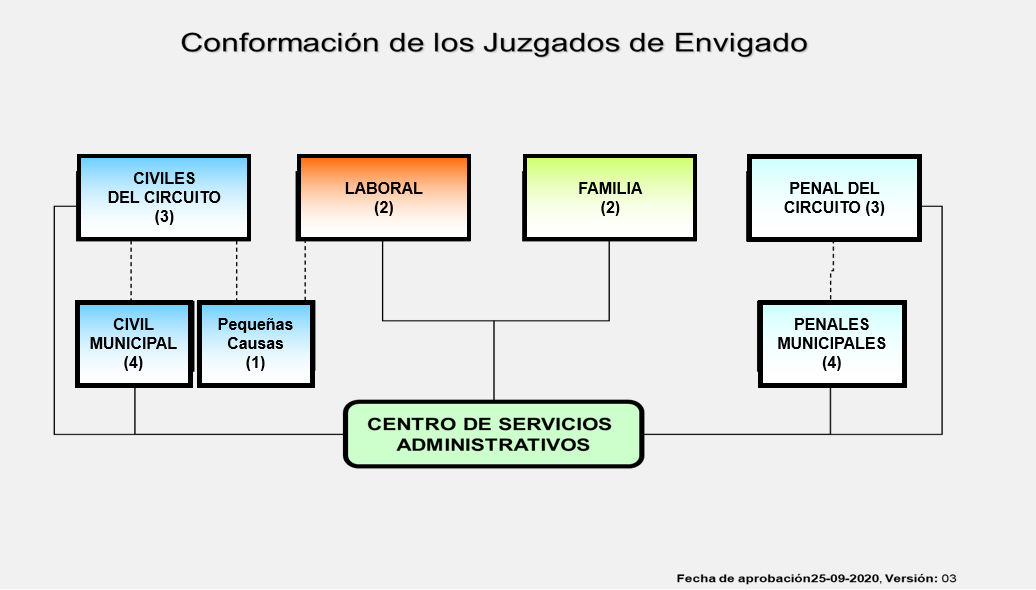 Conformación de los Juzgados de Envigado
CIVILES
DEL CIRCUITO
(3)
LABORAL
(2)
FAMILIA
(2)
PENAL DEL
CIRCUITO (3)
CIVIL
MUNICIPAL
(4)
Pequeñas
Causas
(1)
PENALES
MUNICIPALES
(4)
CENTRO DE SERVICIOS
ADMINISTRATIVOS
Fecha de aprobación25-09-2020, Versión: 03